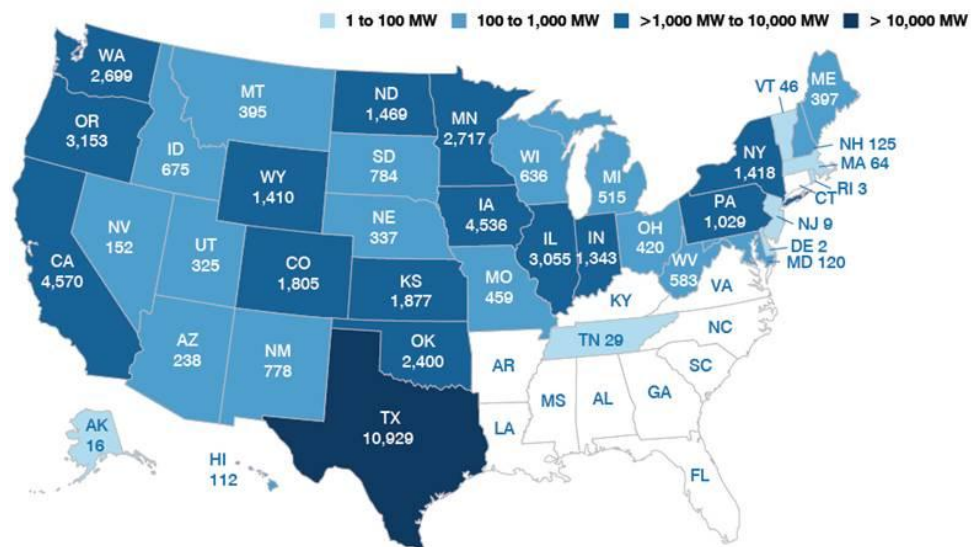 1 to 100 MW 100 to 1,000 MW >1,000 MW to 10,000 MW > 10,000 MW
WA
2,699
OR
3,153
CA
4,570
NV
152
ID
675
MT
395
WY
1,410
UT
325
AZ
238
CO
1,805
NM
778
ND
1,469
SD
784
NE
337
KS
1,877
OK
2,400
TX
10,929
MN
2,717
IA
4,536
MO
459
AR
LA
WI
636
IL
3,055
MI
515
IN
1,343
OH
420
KY
TN 29
MS
AL
GA
FL
SC
NC
VA
WV
583
PA
1,029
NY
1,418
VT 46
ME
397
NH 125
MA 64
RI 3
CT
NJ 9
DE 2
MD 120
AK
16
HI
112